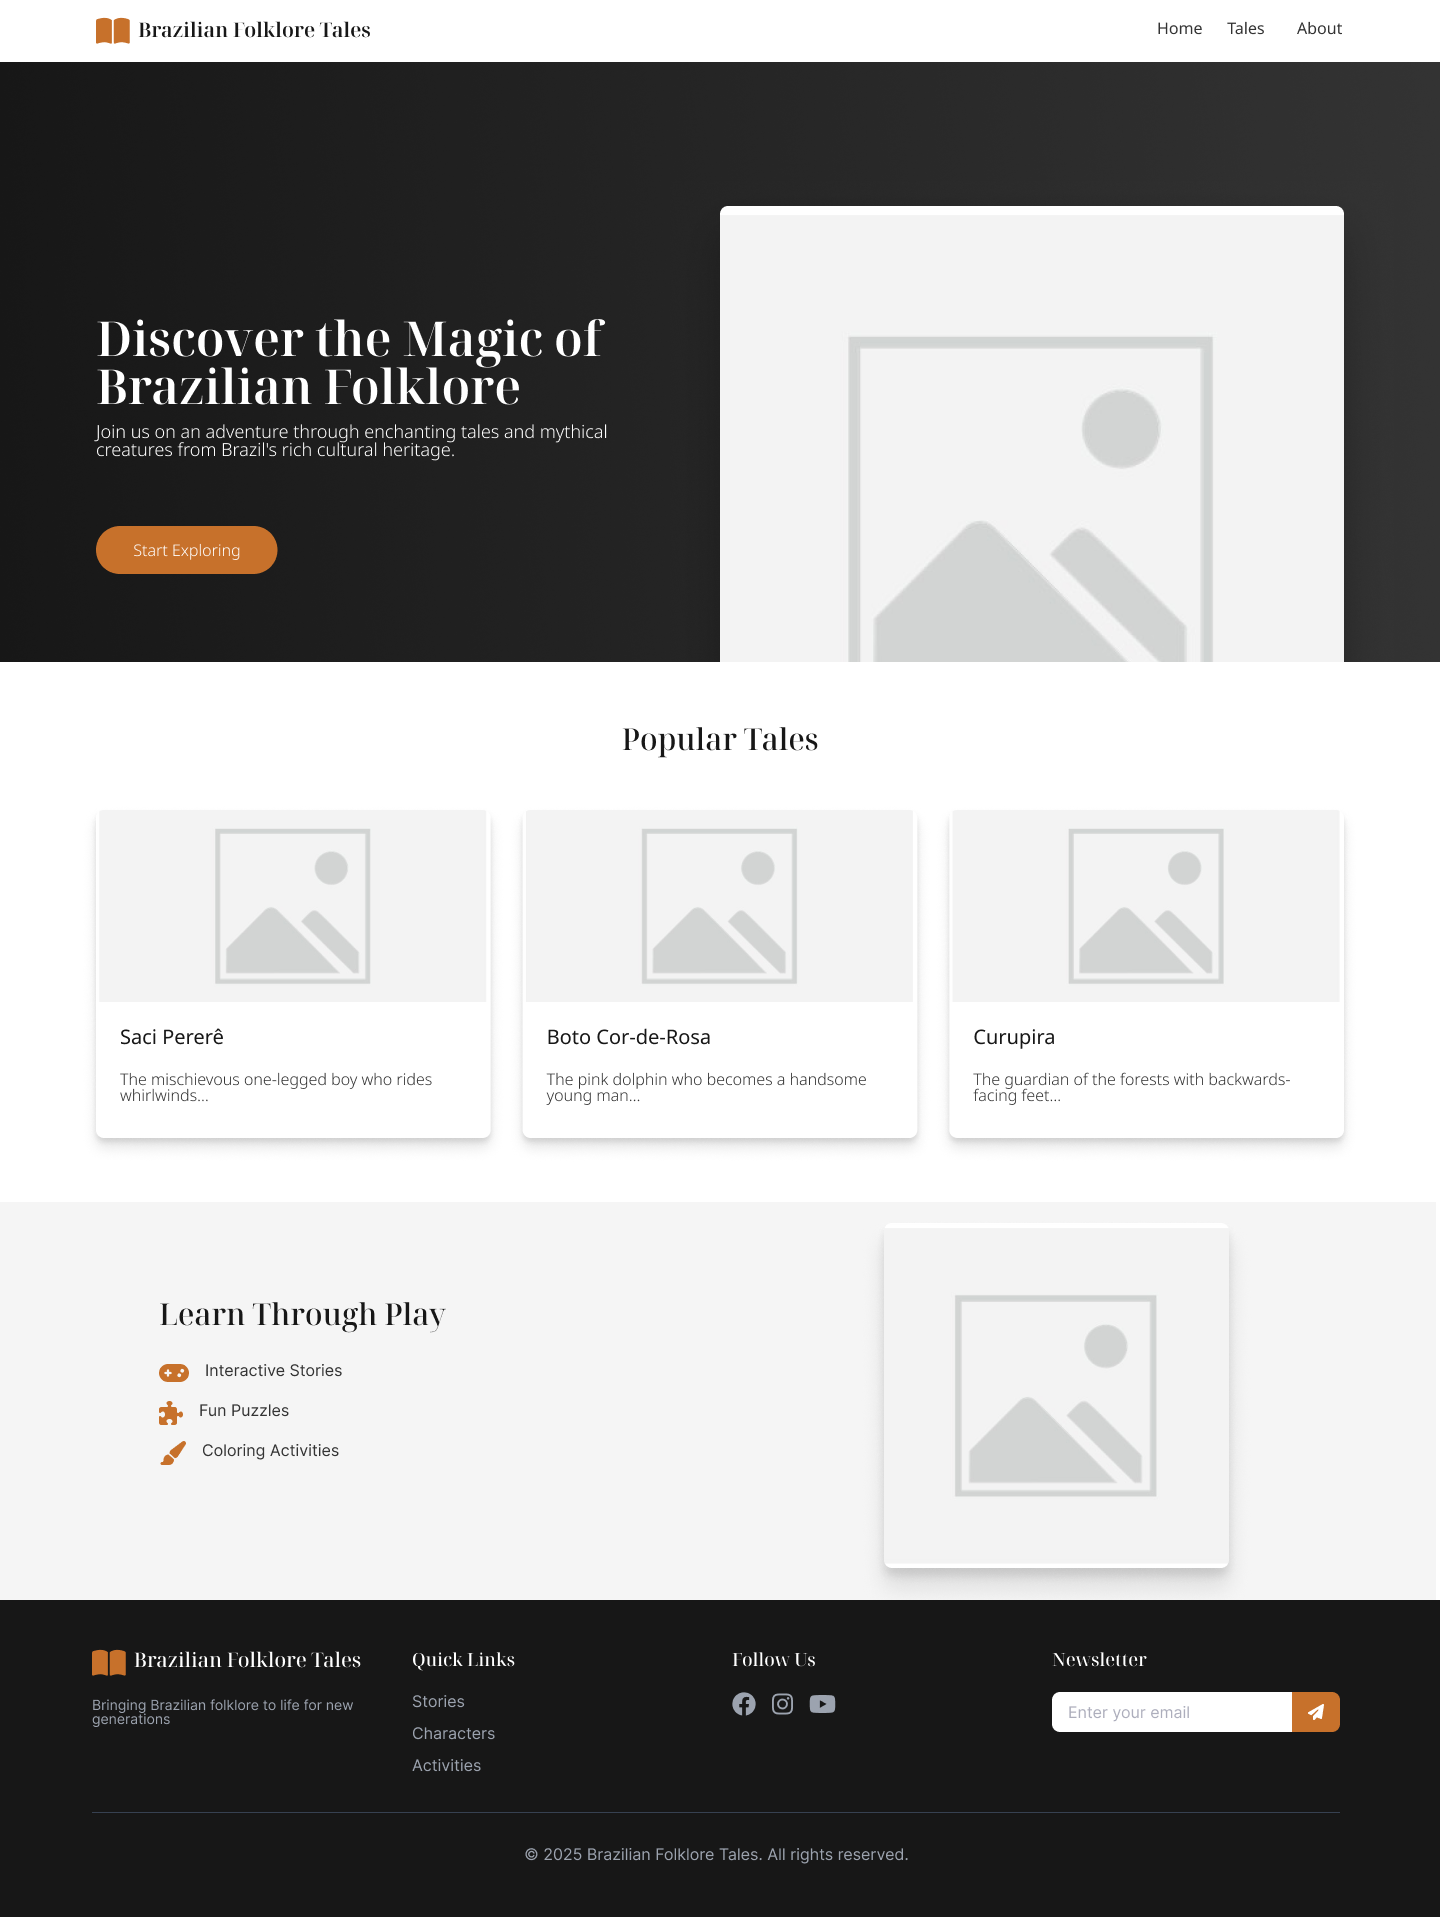 Brazilian Folklore Tales
Home
Tales
About
Discover the Magic of
Brazilian Folklore
Join us on an adventure through enchanting tales and mythical
creatures from Brazil's rich cultural heritage.
Start Exploring
Popular Tales
Saci Pererê
The mischievous one-legged boy who rides
whirlwinds...
Boto Cor-de-Rosa
The pink dolphin who becomes a handsome
young man...
Curupira
The guardian of the forests with backwards-
facing feet...
Learn Through Play
Interactive Stories
Fun Puzzles
Coloring Activities
Brazilian Folklore Tales
Bringing Brazilian folklore to life for new
generations
Quick Links
Stories
Characters
Activities
Follow Us
Newsletter
Enter your email
© 2025 Brazilian Folklore Tales. All rights reserved.